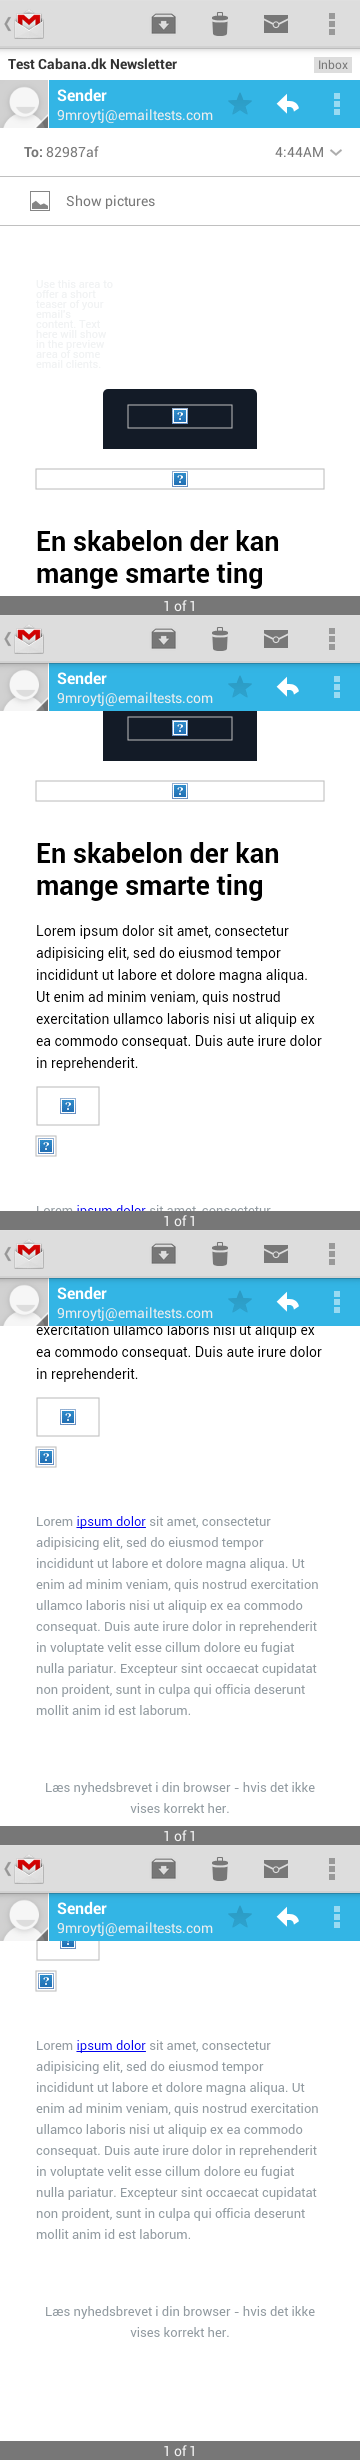 Test Cabana.dk Newsletter Inbox
Sender
9mroytj@emailtests.com
To: 82987af 4:44AM
Show pictures
Use this area to
offer a short
teaser of your
email's
content. Text
here will show
in the preview
area of some
email clients.
En skabelon der kan
mange smarte ting
1 of 1
Sender
9mroytj@emailtests.com
En skabelon der kan
mange smarte ting
Lorem ipsum dolor sit amet, consectetur
adipisicing elit, sed do eiusmod tempor
incididunt ut labore et dolore magna aliqua.
Ut enim ad minim veniam, quis nostrud
exercitation ullamco laboris nisi ut aliquip ex
ea commodo consequat. Duis aute irure dolor
in reprehenderit.
Lorem ipsum dolor sit amet, consectetur
1 of 1
Sender
9mroytj@emailtests.com
exercitation ullamco laboris nisi ut aliquip ex
ea commodo consequat. Duis aute irure dolor
in reprehenderit.
Lorem ipsum dolor sit amet, consectetur
adipisicing elit, sed do eiusmod tempor
incididunt ut labore et dolore magna aliqua. Ut
enim ad minim veniam, quis nostrud exercitation
ullamco laboris nisi ut aliquip ex ea commodo
consequat. Duis aute irure dolor in reprehenderit
in voluptate velit esse cillum dolore eu fugiat
nulla pariatur. Excepteur sint occaecat cupidatat
non proident, sunt in culpa qui officia deserunt
mollit anim id est laborum.
Læs nyhedsbrevet i din browser - hvis det ikke
vises korrekt her.
1 of 1
Sender
9mroytj@emailtests.com
Lorem ipsum dolor sit amet, consectetur
adipisicing elit, sed do eiusmod tempor
incididunt ut labore et dolore magna aliqua. Ut
enim ad minim veniam, quis nostrud exercitation
ullamco laboris nisi ut aliquip ex ea commodo
consequat. Duis aute irure dolor in reprehenderit
in voluptate velit esse cillum dolore eu fugiat
nulla pariatur. Excepteur sint occaecat cupidatat
non proident, sunt in culpa qui officia deserunt
mollit anim id est laborum.
Læs nyhedsbrevet i din browser - hvis det ikke
vises korrekt her.
1 of 1